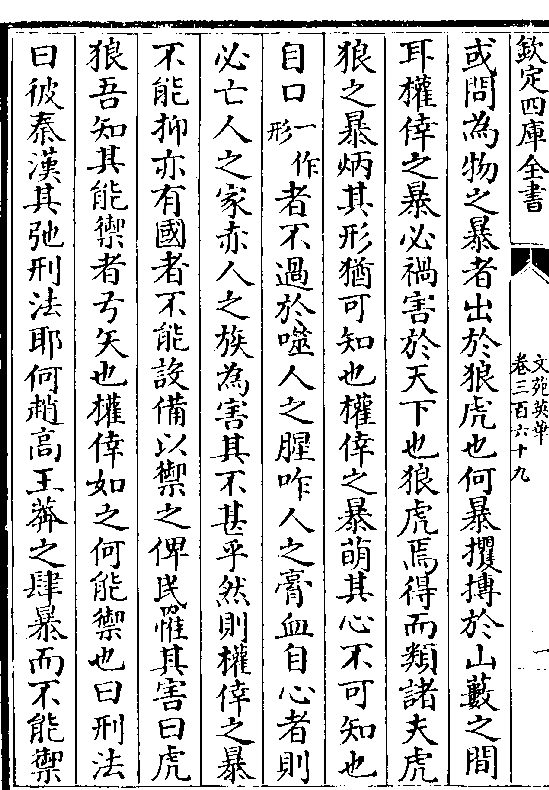 欽定四庫全書
文苑英華
卷三百六十九
一
或問為物之暴者出於狼虎也何暴攫搏於山藪之間
耳權倖之暴必禍害於天下也狼虎焉得而類諸夫虎
狼之暴炳其形猶可知也權倖之暴萌其心不可知也
自口一作形者不過於噬人之腥咋人之膏血自心者則
必亡人之家亦人之族為害其不甚乎然則權倖之暴
不能抑亦有國者不能設備以禦之俾民罹其害曰虎
狼吾知其能禦者弓矢也權倖如之何能禦也曰刑法
曰彼秦漢其弛刑法耶何趙高王莽之肆暴而不能禦